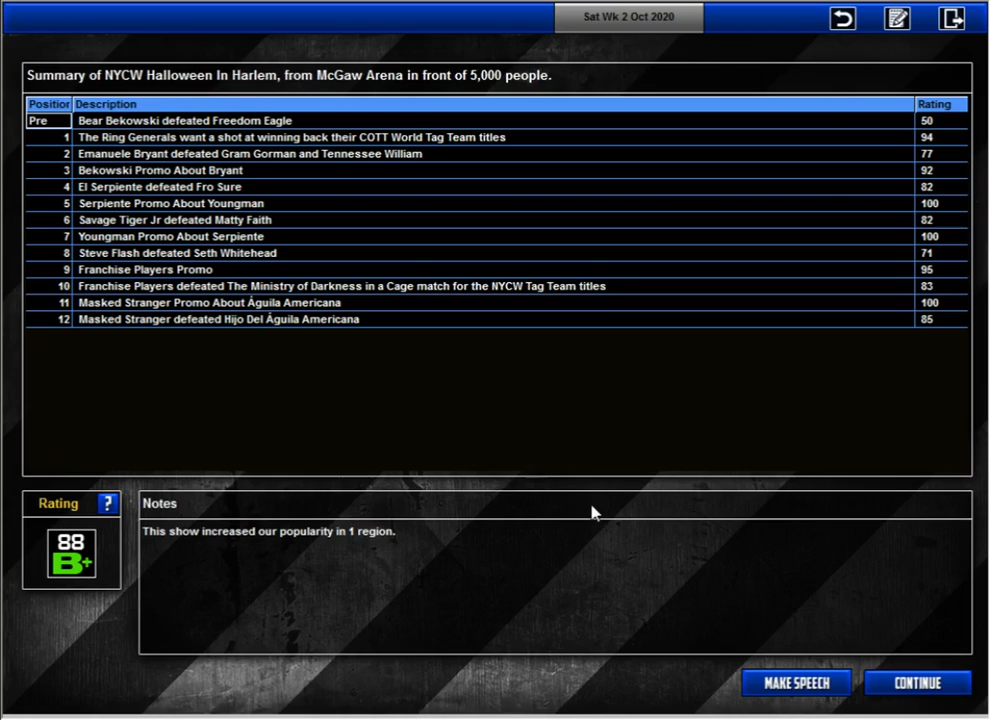 Sat Wk 2 Oct 2020
Summary of NYCW Halloween In Harlem, from McGaw Arena in front of 5,000 people.
Position Description Rating
Pre Bear Bekowski defeated Freedom Eagle 50
1 The Ring Generals want a shot at winning back their COTT World Tag Team titles 94
2 Emanuele Bryant defeated Gram Gorman and Tennessee William 77
3 Bekowski Promo About Bryant 92
4 El Serpiente defeated Fro Sure 82
5 Serpiente Promo About Youngman 100
6 Savage Tiger Jr defeated Matty Faith 82
7 Youngman Promo About Serpiente 100
8 Steve Flash defeated Seth Whitehead 71
9 Franchise Players Promo 95
10 Franchise Players defeated The Ministry of Darkness in a Cage match for the NYCW Tag Team titles 83
11 Masked Stranger Promo About Águila Americana 100
12 Masked Stranger defeated Hijo Del Águila Americana 85
Rating ? Notes
This show increased our popularity in 1 region.
88
B+
MAKE SPEECH CONTINUE